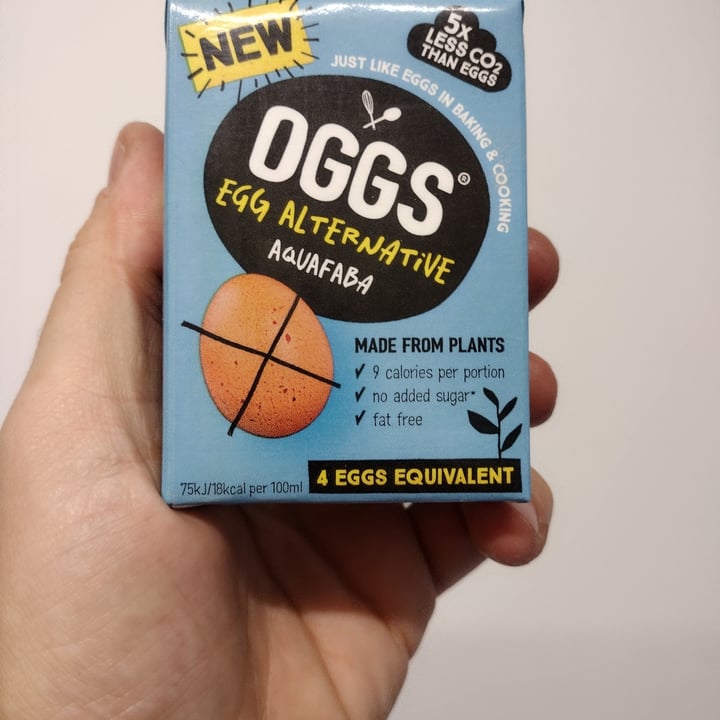 NEW
5x
LESS CO2
THAN EGGS
JUST LIKE EGGS IN BAKING & COOKING
OGGS®
EGG ALTERNATIVE
AQUAFABA
MADE FROM PLANTS
✓ 9 calories per portion
✓ no added sugar*
✓ fat free
75kJ/18kcal per 100ml
4 EGGS EQUIVALENT